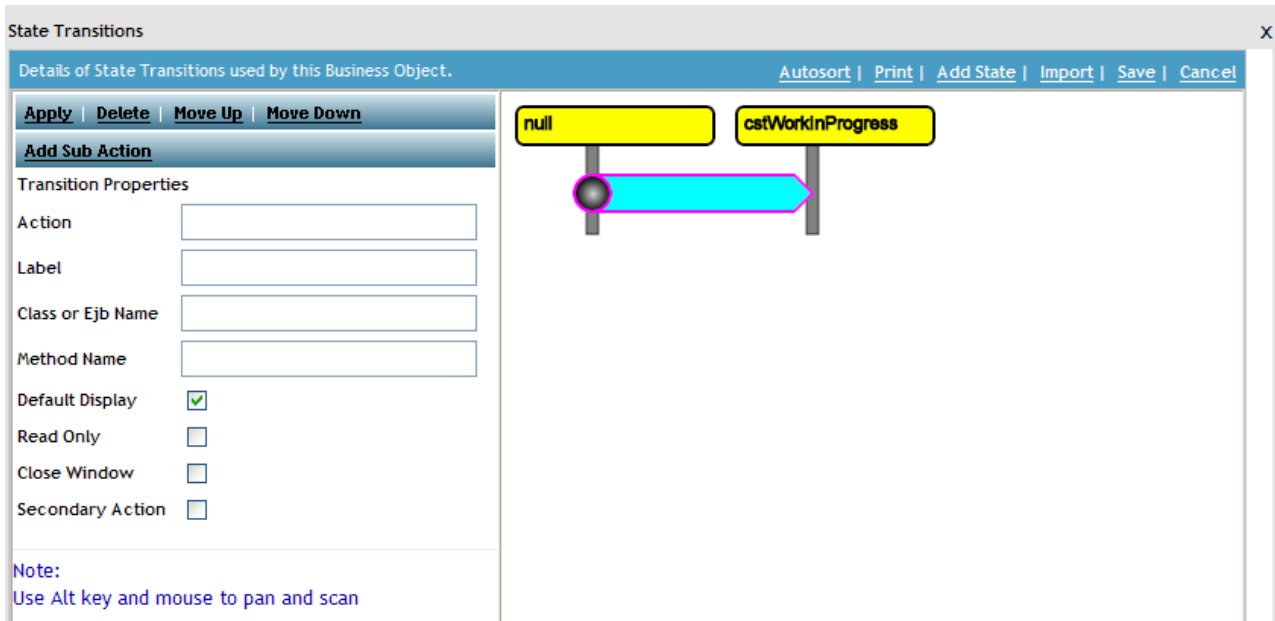 State Transitions
X
Details of State Transitions used by this Business Object.
Autosort | Print | Add State | Import | Save | Cancel
Apply | Delete | Move Up | Move Down
Add Sub Action
Transition Properties
Action
Label
Class or Ejb Name
Method Name
Default Display
Read Only
Close Window
Secondary Action
Note:
Use Alt key and mouse to pan and scan
null
cstWorkInProgress